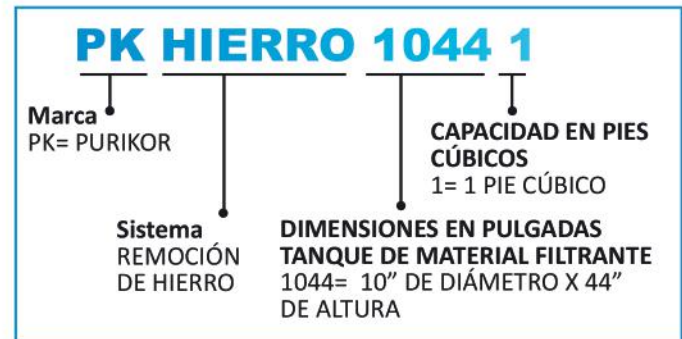 PK HIERRO 1044 1
Marca
PK= PURIKOR
Sistema
REMOCIÓN
DE HIERRO
DIMENSIONES EN PULGADAS
TANQUE DE MATERIAL FILTRANTE
1044= 10” DE DIÁMETRO X 44”
DE ALTURA
CAPACIDAD EN PIES
CÚBICOS
1= 1 PIE CÚBICO